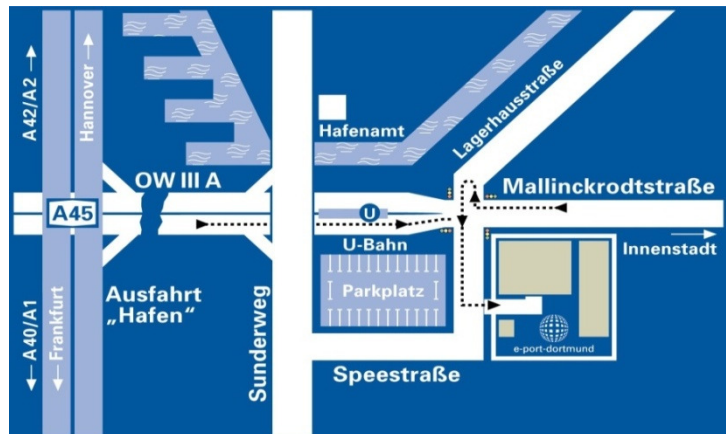 A42/A2
Hannover
Hafenamt
Lagerhausstraße
OW III A
Mallinckrodtstraße
A45
U
U-Bahn
Innenstadt
Ausfahrt
„Hafen“
Parkplatz
A40/A1
Frankfurt
Sunderweg
Speestraße
e-port-dortmund